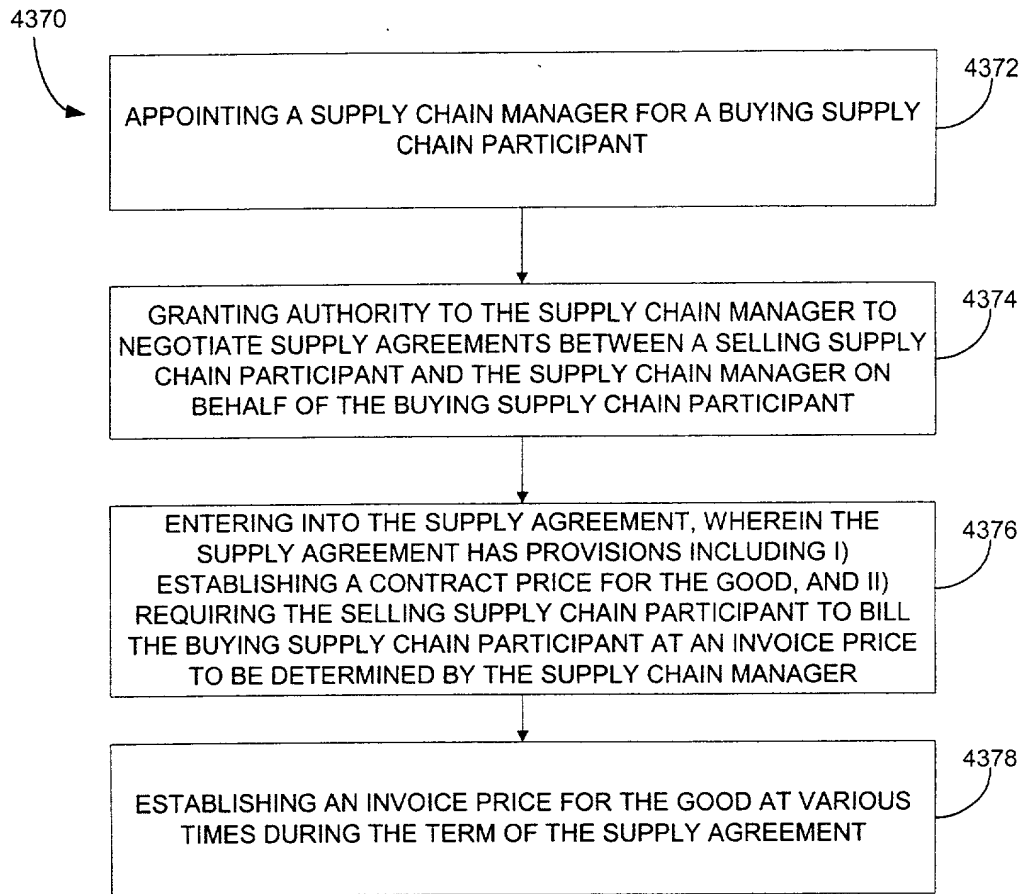 4370
4372
APPOINTING A SUPPLY CHAIN MANAGER FOR A BUYING SUPPLY
CHAIN PARTICIPANT
4374
GRANTING AUTHORITY TO THE SUPPLY CHAIN MANAGER TO
NEGOTIATE SUPPLY AGREEMENTS BETWEEN A SELLING SUPPLY
CHAIN PARTICIPANT AND THE SUPPLY CHAIN MANAGER ON
BEHALF OF THE BUYING SUPPLY CHAIN PARTICIPANT
4376
ENTERING INTO THE SUPPLY AGREEMENT, WHEREIN THE
SUPPLY AGREEMENT HAS PROVISIONS INCLUDING I)
ESTABLISHING A CONTRACT PRICE FOR THE GOOD, AND II)
REQUIRING THE SELLING SUPPLY CHAIN PARTICIPANT TO BILL
THE BUYING SUPPLY CHAIN PARTICIPANT AT AN INVOICE PRICE
TO BE DETERMINED BY THE SUPPLY CHAIN MANAGER
4378
ESTABLISHING AN INVOICE PRICE FOR THE GOOD AT VARIOUS
TIMES DURING THE TERM OF THE SUPPLY AGREEMENT